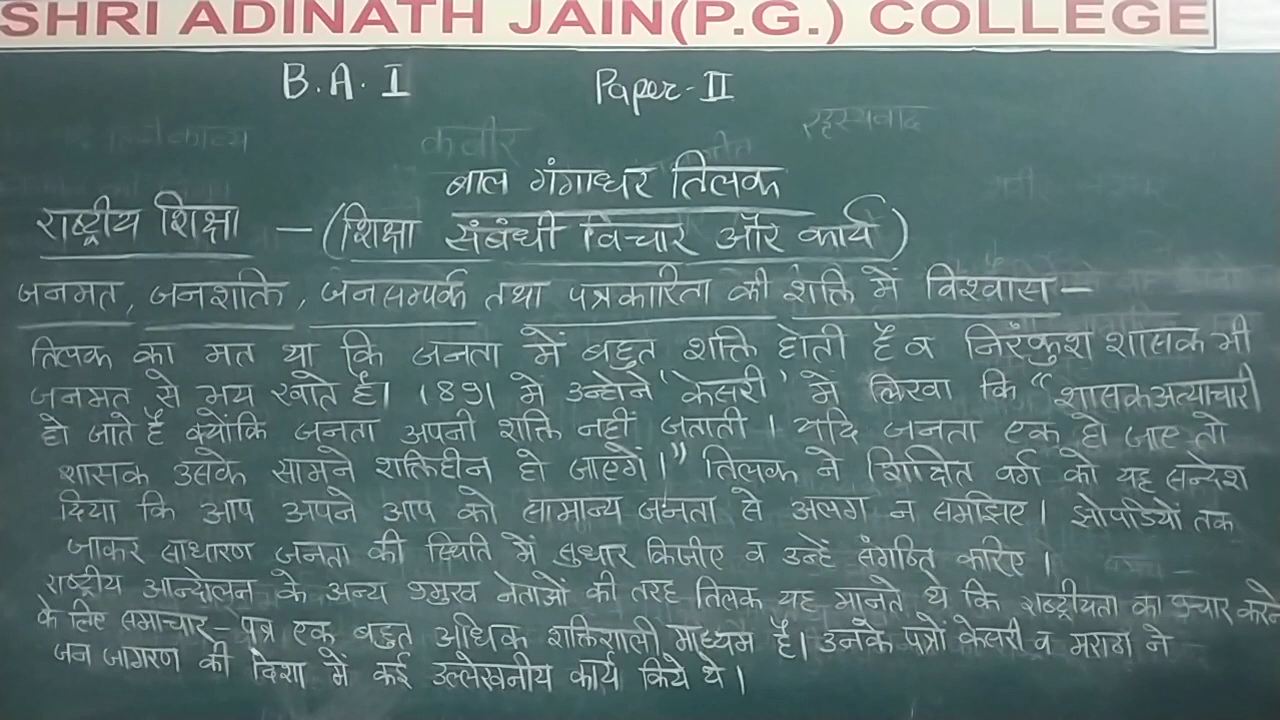 SHRI ADINATH JAIN(P.G.) COLLEGE
B.A. I Paper-II
रहस्यवाद
कबीर
बाल गंगाधर तिलक
राष्ट्रीय शिक्षा - (शिक्षा संबंधी विचार और कार्य)
जनमत, जनशक्ति, जनसम्पर्क तथा पत्रकारिता की शक्ति में विश्वास -
तिलक का मत था कि जनता में बहुत शक्ति होती है व निरँकुश शासक भी
जनमत से भय खाते है। 1891 में उन्होने 'केसरी' में लिखा कि "शासक अत्याचारी
हो जाते है क्योंकि जनता अपनी शक्ति नहीं जताती। यदि जनता एक हो जाए तो
शासक उसके सामने शक्तिहीन हो जाएगें।" तिलक ने शिक्षित वर्ग को यह सन्देश
दिया कि आप अपने आप को सामान्य जनता से अलग न समझिए। झोपडियों तक
जाकर साधारण जनता की स्थिति में सुधार किजीए व उन्हें संगठित करिए।
राष्ट्रीय आन्दोलन के अन्य प्रमुख नेताओं की तरह तिलक यह मानते थे कि राष्ट्रीयता का प्रचार करने
के लिए समाचार-पत्र एक बहुत अधिक शक्तिशाली माध्यम है। उनके पत्रों केसरी व मराठा ने
जन जागरण की दिशा में कई उल्लेखनीय कार्य किये थे।